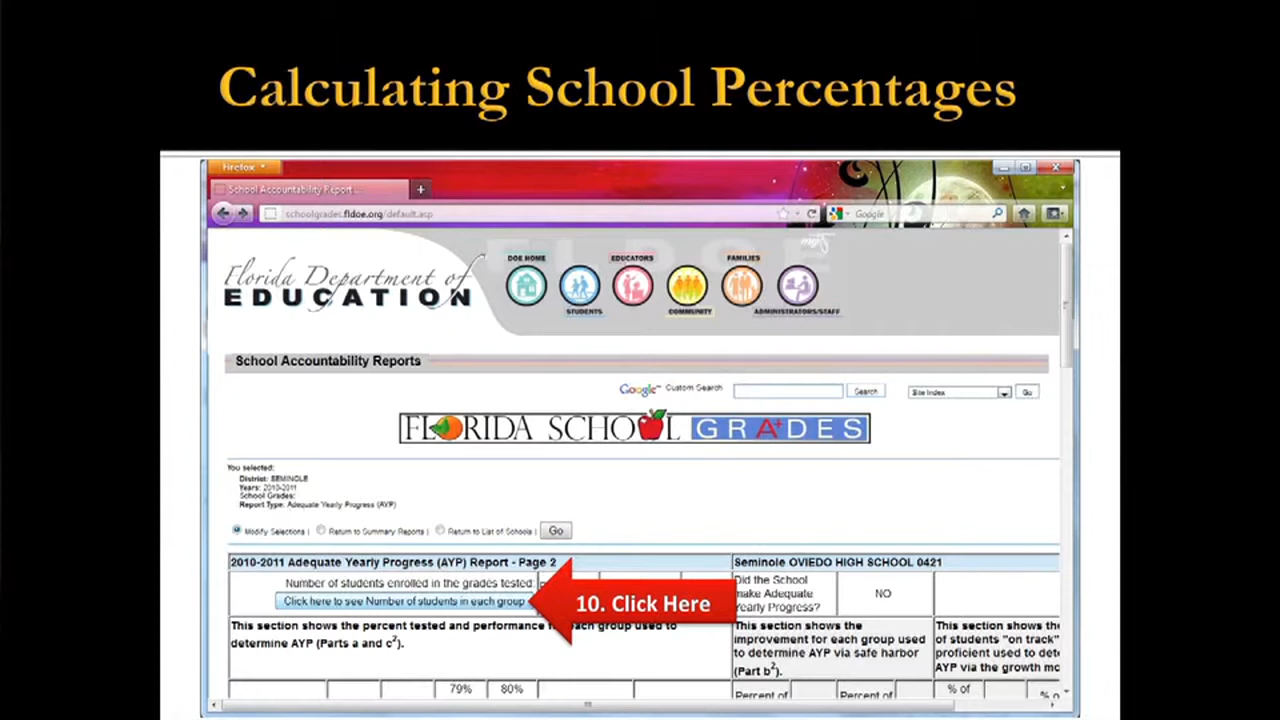 Calculating School Percentages
Firefox
School Accountability Report ...
schoolgrades.fldoe.org/default.asp
Google
FLDOE
DOE HOME
EDUCATORS
FAMILIES
Florida Department of
EDUCATION
STUDENTS
COMMUNITY
ADMINISTRATORS/STAFF
School Accountability Reports
Google™ Custom Search
Search
Site Index
Go
FLORIDA SCHOOL GRADES
You selected:
District: SEMINOLE
Years: 2010-2011
School Grades:
Report Type: Adequate Yearly Progress (AYP)
Modify Selections | Return to Summary Reports | Return to List of Schools | Go
2010-2011 Adequate Yearly Progress (AYP) Report - Page 2
Seminole OVIEDO HIGH SCHOOL 0421
Number of students enrolled in the grades tested:
Click here to see Number of students in each group
10. Click Here
Did the School
make Adequate
Yearly Progress?
NO
This section shows the percent tested and performance for each group used to
determine AYP (Parts a and c2).
This section shows the
improvement for each group used
to determine AYP via safe harbor
(Part b2).
This section shows the
of students "on track"
proficient used to dete
AYP via the growth mo
79% 80%
Percent of
Percent of
% of
% o